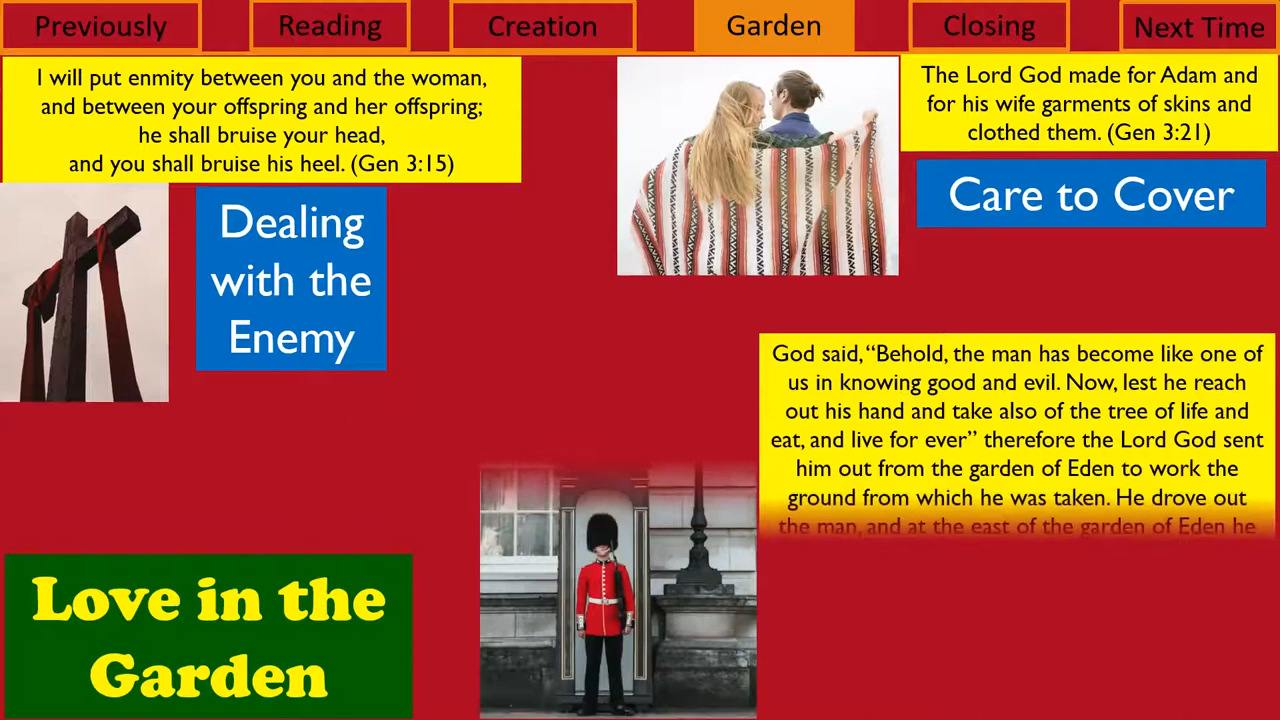 Previously
Reading
Creation
Garden
Closing
Next Time
I will put enmity between you and the woman,
and between your offspring and her offspring;
he shall bruise your head,
and you shall bruise his heel. (Gen 3:15)
The Lord God made for Adam and
for his wife garments of skins and
clothed them. (Gen 3:21)
Care to Cover
Dealing
with the
Enemy
God said, “Behold, the man has become like one of
us in knowing good and evil. Now, lest he reach
out his hand and take also of the tree of life and
eat, and live for ever” therefore the Lord God sent
him out from the garden of Eden to work the
ground from which he was taken. He drove out
the man, and at the east of the garden of Eden he
Love in the
Garden